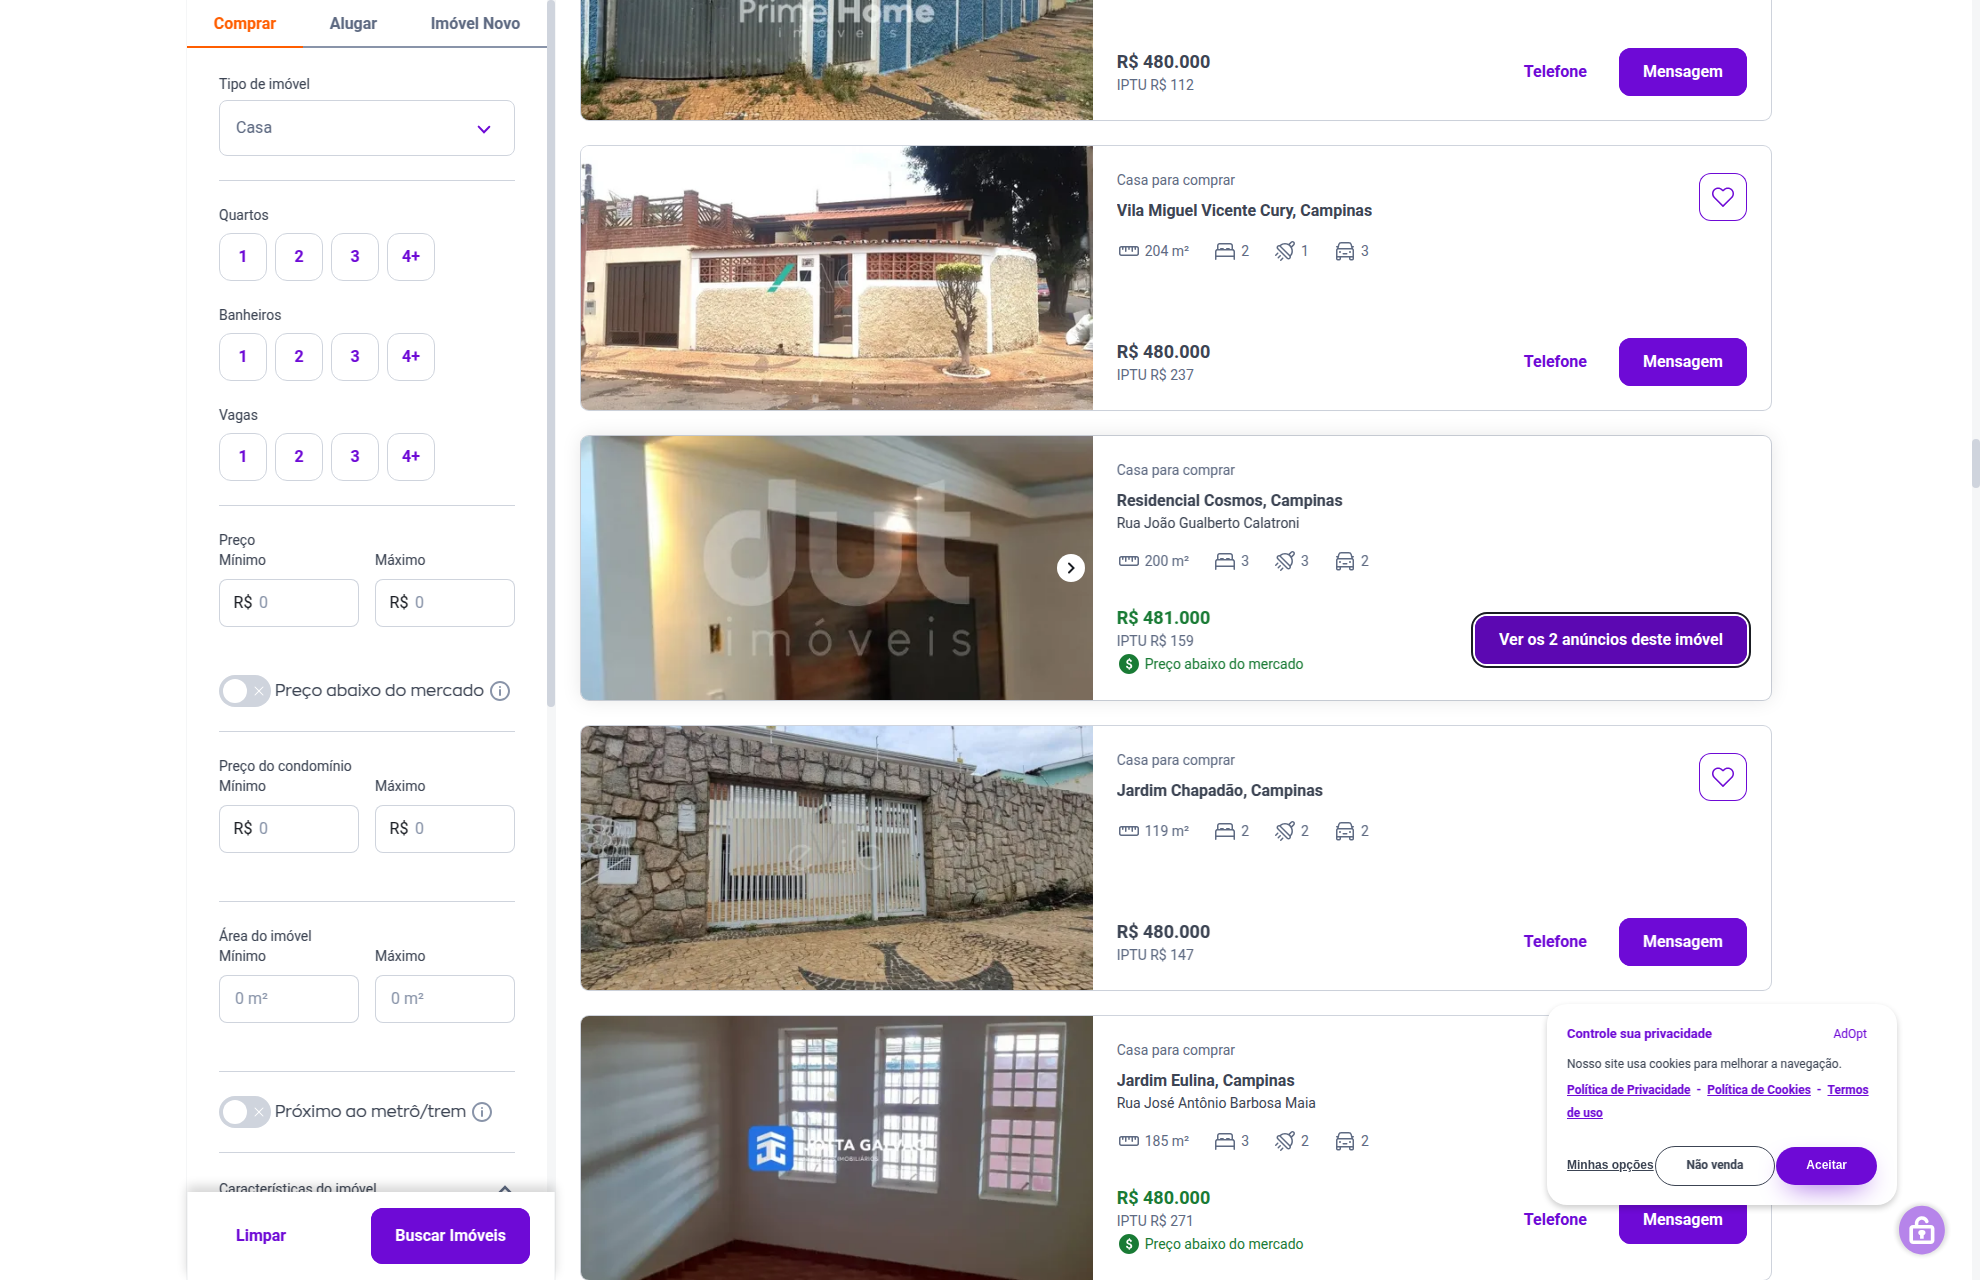 Comprar
Alugar
Imóvel Novo
Tipo de imóvel
Casa
Quartos
1
2
3
4+
Banheiros
1
2
3
4+
Vagas
1
2
3
4+
Preço
Mínimo
Máximo
R$ 0
R$ 0
Preço abaixo do mercado
Preço do condomínio
Mínimo
Máximo
R$ 0
R$ 0
Área do imóvel
Mínimo
Máximo
0 m²
0 m²
Próximo ao metrô/trem
Características do imóvel
Limpar
Buscar Imóveis
Prime Home
imóveis
R$ 480.000
IPTU R$ 112
Telefone
Mensagem
Casa para comprar
Vila Miguel Vicente Cury, Campinas
204 m²
2
1
3
R$ 480.000
IPTU R$ 237
Telefone
Mensagem
dut
imóveis
Casa para comprar
Residencial Cosmos, Campinas
Rua João Gualberto Calatroni
200 m²
3
3
2
R$ 481.000
IPTU R$ 159
Preço abaixo do mercado
Ver os 2 anúncios deste imóvel
Casa para comprar
Jardim Chapadão, Campinas
119 m²
2
2
2
R$ 480.000
IPTU R$ 147
Telefone
Mensagem
Casa para comprar
Jardim Eulina, Campinas
Rua José Antônio Barbosa Maia
185 m²
3
2
2
R$ 480.000
IPTU R$ 271
Preço abaixo do mercado
Telefone
Mensagem
Controle sua privacidade
AdOpt
Nosso site usa cookies para melhorar a navegação.
Política de Privacidade - Política de Cookies - Termos
de uso
Minhas opções
Não venda
Aceitar